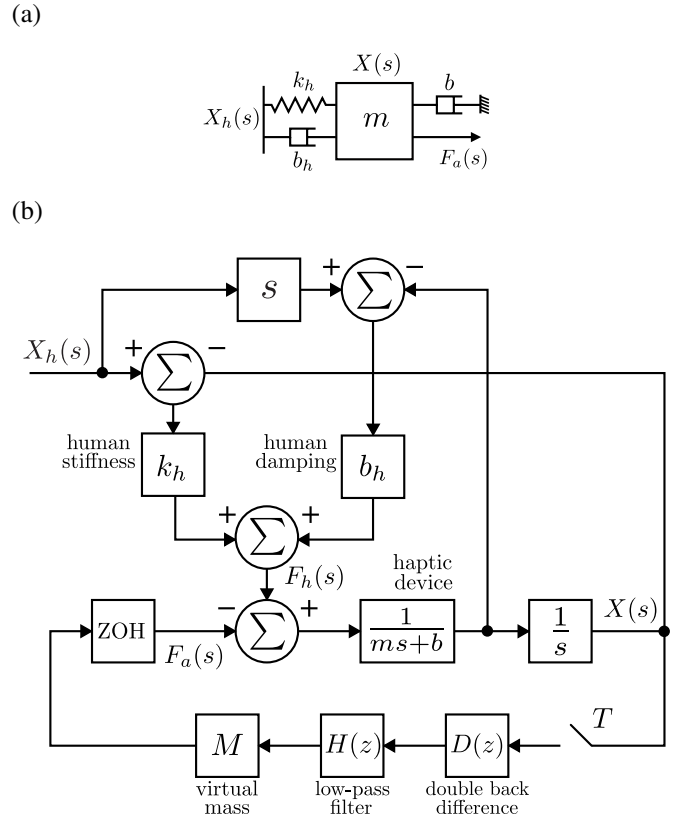 (a)
X(s)
k_h
b
X_h(s)
m
b_h
F_a(s)
(b)
s
+
Σ
−
X_h(s)
+
Σ
−
human
stiffness
k_h
human
damping
b_h
+
Σ
+
F_h(s)
haptic
device
ZOH
F_a(s)
−
Σ
+
1
ms+b
1
s
X(s)
T
M
H(z)
D(z)
virtual
mass
low-pass
filter
double back
difference